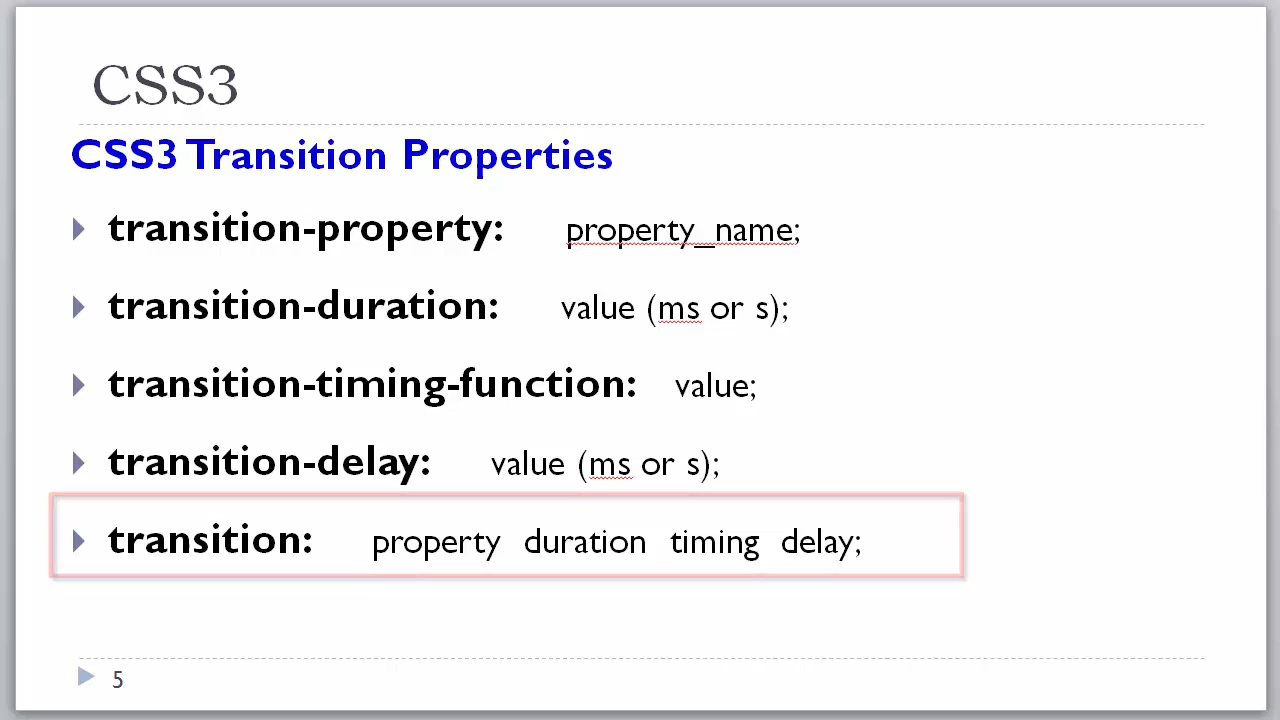 CSS3
CSS3 Transition Properties
transition-property: property_name;
transition-duration: value (ms or s);
transition-timing-function: value;
transition-delay: value (ms or s);
transition: property duration timing delay;
5